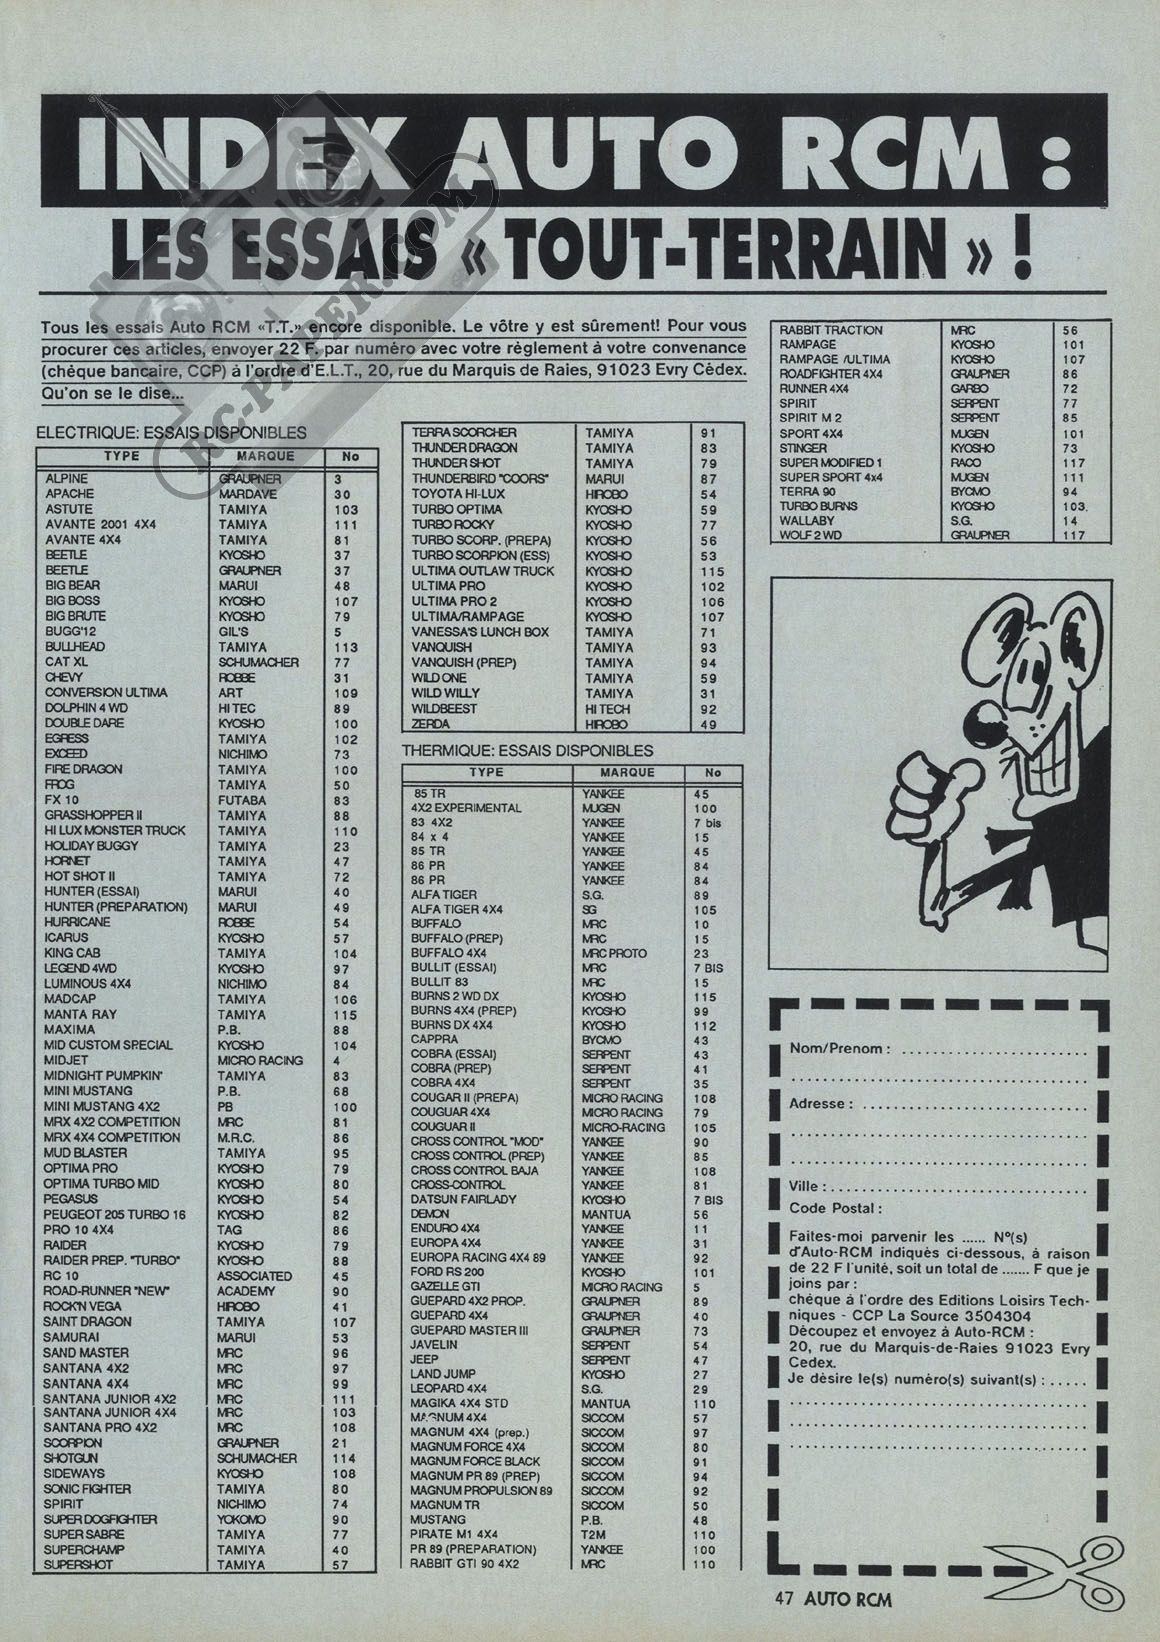 INDEX AUTO RCM :
LES ESSAIS « TOUT-TERRAIN » !
RC-PAPER.COM
Tous les essais Auto RCM «T.T.» encore disponible. Le vôtre y est sûrement! Pour vous
procurer ces articles, envoyer 22 F. par numéro avec votre règlement à votre convenance
(chéque bancaire, CCP) à l'ordre d'E.L.T., 20, rue du Marquis de Raies, 91023 Evry Cédex.
Qu'on se le dise...
ELECTRIQUE: ESSAIS DISPONIBLES
TYPE MARQUE No
ALPINE GRAUPNER 3
APACHE MARDAVE 30
ASTUTE TAMIYA 103
AVANTE 2001 4X4 TAMIYA 111
AVANTE 4X4 TAMIYA 81
BEETLE KYOSHO 37
BEETLE GRAUPNER 37
BIG BEAR MARUI 48
BIG BOSS KYOSHO 107
BIG BRUTE KYOSHO 79
BUGG'12 GIL'S 5
BULLHEAD TAMIYA 113
CAT XL SCHUMACHER 77
CHEVY ROBBE 31
CONVERSION ULTIMA ART 109
DOLPHIN 4 WD HI TEC 89
DOUBLE DARE KYOSHO 100
EGRESS TAMIYA 102
EXCEED NICHIMO 73
FIRE DRAGON TAMIYA 100
FROG TAMIYA 50
FX 10 FUTABA 83
GRASSHOPPER II TAMIYA 88
HI LUX MONSTER TRUCK TAMIYA 110
HOLIDAY BUGGY TAMIYA 23
HORNET TAMIYA 47
HOT SHOT II TAMIYA 72
HUNTER (ESSAI) MARUI 40
HUNTER (PREPARATION) MARUI 49
HURRICANE ROBBE 54
ICARUS KYOSHO 57
KING CAB TAMIYA 104
LEGEND 4WD KYOSHO 97
LUMINOUS 4X4 NICHIMO 84
MADCAP TAMIYA 106
MANTA RAY TAMIYA 115
MAXIMA P.B. 88
MID CUSTOM SPECIAL KYOSHO 104
MIDJET MICRO RACING 4
MIDNIGHT PUMPKIN' TAMIYA 83
MINI MUSTANG P.B. 68
MINI MUSTANG 4X2 PB 100
MRX 4X2 COMPETITION MRC 81
MRX 4X4 COMPETITION M.R.C. 86
MUD BLASTER TAMIYA 95
OPTIMA PRO KYOSHO 79
OPTIMA TURBO MID KYOSHO 80
PEGASUS KYOSHO 54
PEUGEOT 205 TURBO 16 KYOSHO 82
PRO 10 4X4 TAG 86
RAIDER KYOSHO 79
RAIDER PREP. "TURBO" KYOSHO 88
RC 10 ASSOCIATED 45
ROAD-RUNNER "NEW" ACADEMY 90
ROCK'N VEGA HIROBO 41
SAINT DRAGON TAMIYA 107
SAMURAI MARUI 53
SAND MASTER MRC 96
SANTANA 4X2 MRC 97
SANTANA 4X4 MRC 99
SANTANA JUNIOR 4X2 MRC 111
SANTANA JUNIOR 4X4 MRC 103
SANTANA PRO 4X2 MRC 108
SCORPION GRAUPNER 21
SHOTGUN SCHUMACHER 114
SIDEWAYS KYOSHO 108
SONIC FIGHTER TAMIYA 80
SPIRIT NICHIMO 74
SUPER DOGFIGHTER YOKOMO 90
SUPER SABRE TAMIYA 77
SUPERCHAMP TAMIYA 40
SUPERSHOT TAMIYA 57
TERRA SCORCHER TAMIYA 91
THUNDER DRAGON TAMIYA 83
THUNDER SHOT TAMIYA 79
THUNDERBIRD "COORS" MARUI 87
TOYOTA HI-LUX HIROBO 54
TURBO OPTIMA KYOSHO 59
TURBO ROCKY KYOSHO 77
TURBO SCORP. (PREPA) KYOSHO 56
TURBO SCORPION (ESS) KYOSHO 53
ULTIMA OUTLAW TRUCK KYOSHO 115
ULTIMA PRO KYOSHO 102
ULTIMA PRO 2 KYOSHO 106
ULTIMA/RAMPAGE KYOSHO 107
VANESSA'S LUNCH BOX TAMIYA 71
VANQUISH TAMIYA 93
VANQUISH (PREP) TAMIYA 94
WILD ONE TAMIYA 59
WILD WILLY TAMIYA 31
WILDBEEST HI TECH 92
ZERDA HIROBO 49
THERMIQUE: ESSAIS DISPONIBLES
TYPE MARQUE No
85 TR YANKEE 45
4X2 EXPERIMENTAL MUGEN 100
83 4X2 YANKEE 7 bis
84 x 4 YANKEE 15
85 TR YANKEE 45
86 PR YANKEE 84
86 PR YANKEE 84
ALFA TIGER S.G. 89
ALFA TIGER 4X4 SG 105
BUFFALO MRC 10
BUFFALO (PREP) MRC 15
BUFFALO 4X4 MRC PROTO 23
BULLIT (ESSAI) MRC 7 BIS
BULLIT 83 MRC 15
BURNS 2 WD DX KYOSHO 115
BURNS 4X4 (PREP) KYOSHO 99
BURNS DX 4X4 KYOSHO 112
CAPPRA BYCMO 43
COBRA (ESSAI) SERPENT 43
COBRA (PREP) SERPENT 41
COBRA 4X4 SERPENT 35
COUGAR II (PREPA) MICRO RACING 108
COUGUAR 4X4 MICRO RACING 79
COUGUAR II MICRO-RACING 105
CROSS CONTROL "MOD" YANKEE 90
CROSS CONTROL (PREP) YANKEE 85
CROSS CONTROL BAJA YANKEE 108
CROSS-CONTROL YANKEE 81
DATSUN FAIRLADY KYOSHO 7 BIS
DEMON MANTUA 56
ENDURO 4X4 YANKEE 11
EUROPA 4X4 YANKEE 31
EUROPA RACING 4X4 89 YANKEE 92
FORD RS 200 KYOSHO 101
GAZELLE GTI MICRO RACING 5
GUEPARD 4X2 PROP. GRAUPNER 89
GUEPARD 4X4 GRAUPNER 40
GUEPARD MASTER III GRAUPNER 73
JAVELIN SERPENT 54
JEEP SERPENT 47
LAND JUMP KYOSHO 27
LEOPARD 4X4 S.G. 29
MAGIKA 4X4 STD MANTUA 110
MAGNUM 4X4 SICCOM 57
MAGNUM 4X4 (prep.) SICCOM 97
MAGNUM FORCE 4X4 SICCOM 80
MAGNUM FORCE BLACK SICCOM 91
MAGNUM PR 89 (PREP) SICCOM 94
MAGNUM PROPULSION 89 SICCOM 92
MAGNUM TR SICCOM 50
MUSTANG P.B. 48
PIRATE M1 4X4 T2M 110
PR 89 (PREPARATION) YANKEE 100
RABBIT GTI 90 4X2 MRC 110
RABBIT TRACTION MRC 56
RAMPAGE KYOSHO 101
RAMPAGE /ULTIMA KYOSHO 107
ROADFIGHTER 4X4 GRAUPNER 86
RUNNER 4X4 GARBO 72
SPIRIT SERPENT 77
SPIRIT M 2 SERPENT 85
SPORT 4X4 MUGEN 101
STINGER KYOSHO 73
SUPER MODIFIED 1 RACO 117
SUPER SPORT 4x4 MUGEN 111
TERRA 90 BYCMO 94
TURBO BURNS KYOSHO 103.
WALLABY S.G. 14
WOLF 2 WD GRAUPNER 117
Nom/Prenom : ..........................
Adresse : ..........................
Ville : ..........................
Code Postal :
Faites-moi parvenir les ...... N°(s)
d'Auto-RCM indiqués ci-dessous, á raison
de 22 F l'unité, soit un total de ....... F que je
joins par :
chéque à l'ordre des Editions Loisirs Tech-
niques - CCP La Source 3504304
Découpez et envoyez à Auto-RCM :
20, rue du Marquis-de-Raies 91023 Evry
Cedex.
Je désire le(s) numéro(s) suivant(s) : .....
47 AUTO RCM